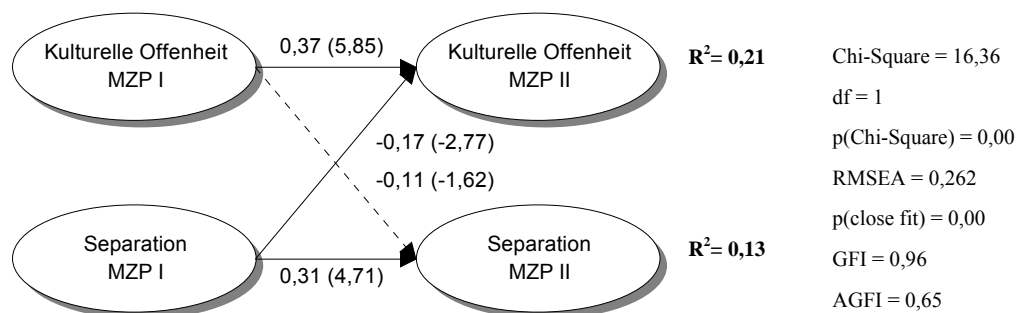 Kulturelle Offenheit
MZP I
0,37 (5,85)
Kulturelle Offenheit
MZP II
R²= 0,21
-0,17 (-2,77)
-0,11 (-1,62)
Separation
MZP I
0,31 (4,71)
Separation
MZP II
R²= 0,13
Chi-Square = 16,36
df = 1
p(Chi-Square) = 0,00
RMSEA = 0,262
p(close fit) = 0,00
GFI = 0,96
AGFI = 0,65